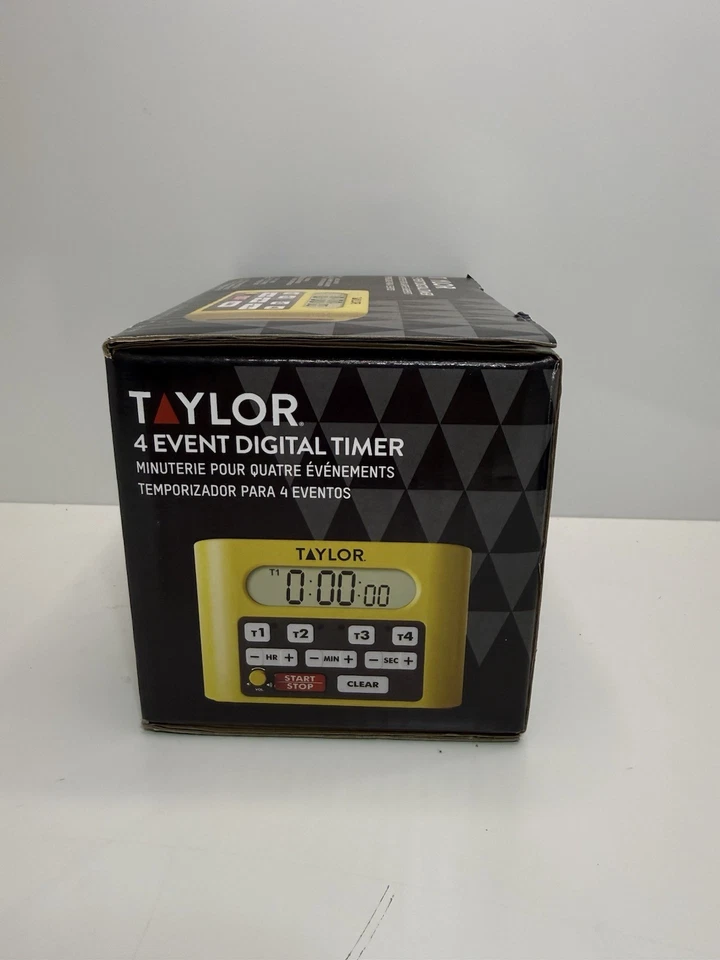 TAYLOR
4 EVENT DIGITAL TIMER
MINUTERIE POUR QUATRE ÉVÉNEMENTS
TEMPORIZADOR PARA 4 EVENTOS
TAYLOR
T1
0:00:00
T1 T2 T3 T4
− HR + − MIN + − SEC +
VOL
START
STOP
CLEAR